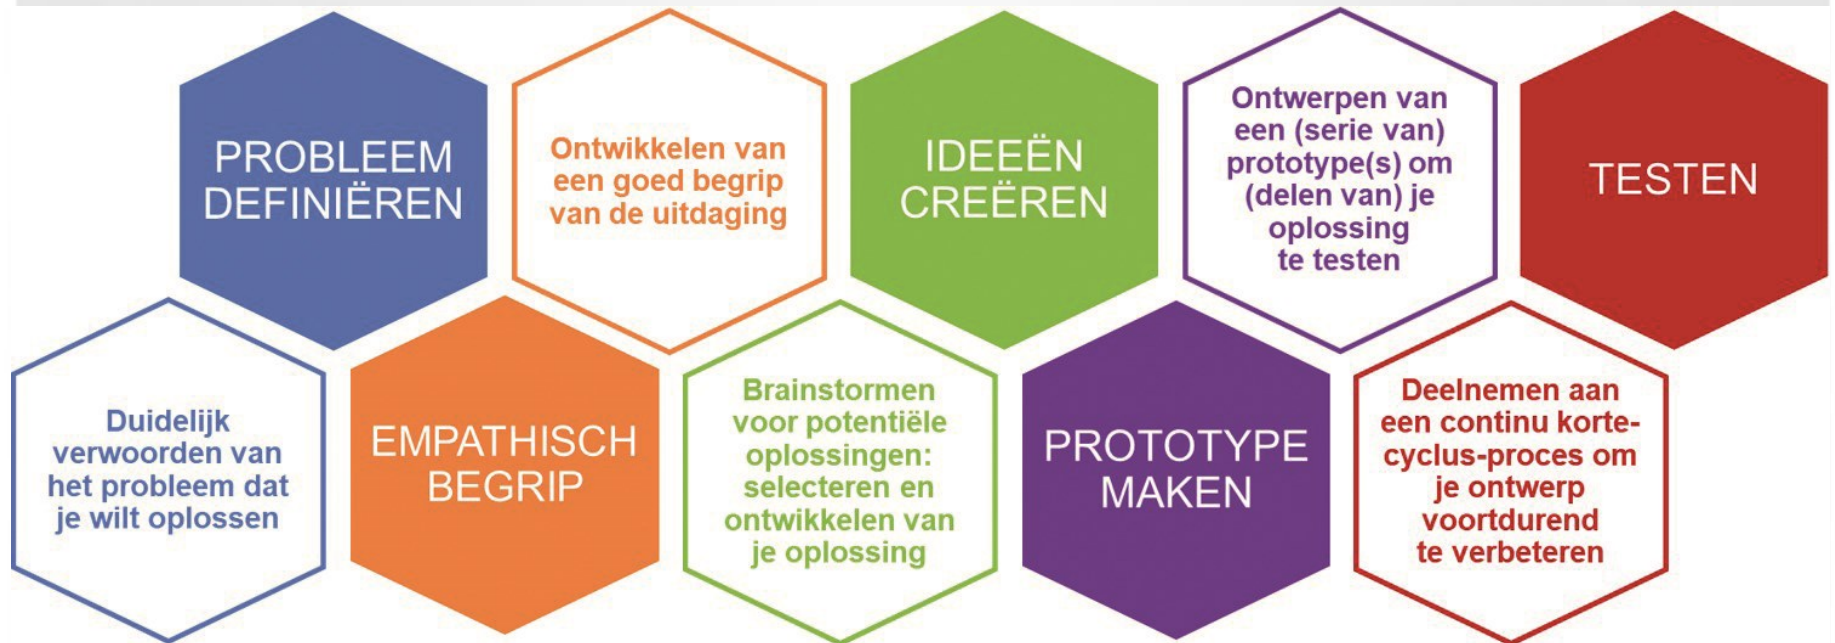 PROBLEEM
DEFINIËREN
Duidelijk
verwoorden van
het probleem dat
je wilt oplossen
EMPATHISCH
BEGRIP
Ontwikkelen van
een goed begrip
van de uitdaging
IDEEËN
CREËREN
Brainstormen
voor potentiële
oplossingen:
selecteren en
ontwikkelen van
je oplossing
PROTOTYPE
MAKEN
Ontwerpen van
een (serie van)
prototype(s) om
(delen van) je
oplossing
te testen
TESTEN
Deelnemen aan
een continu korte-
cyclus-proces om
je ontwerp
voortdurend
te verbeteren